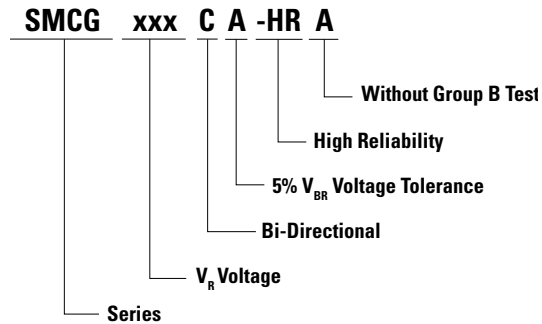 SMCG xxx C A -HR A
Without Group B Test
High Reliability
5% VBR Voltage Tolerance
Bi-Directional
VR Voltage
Series